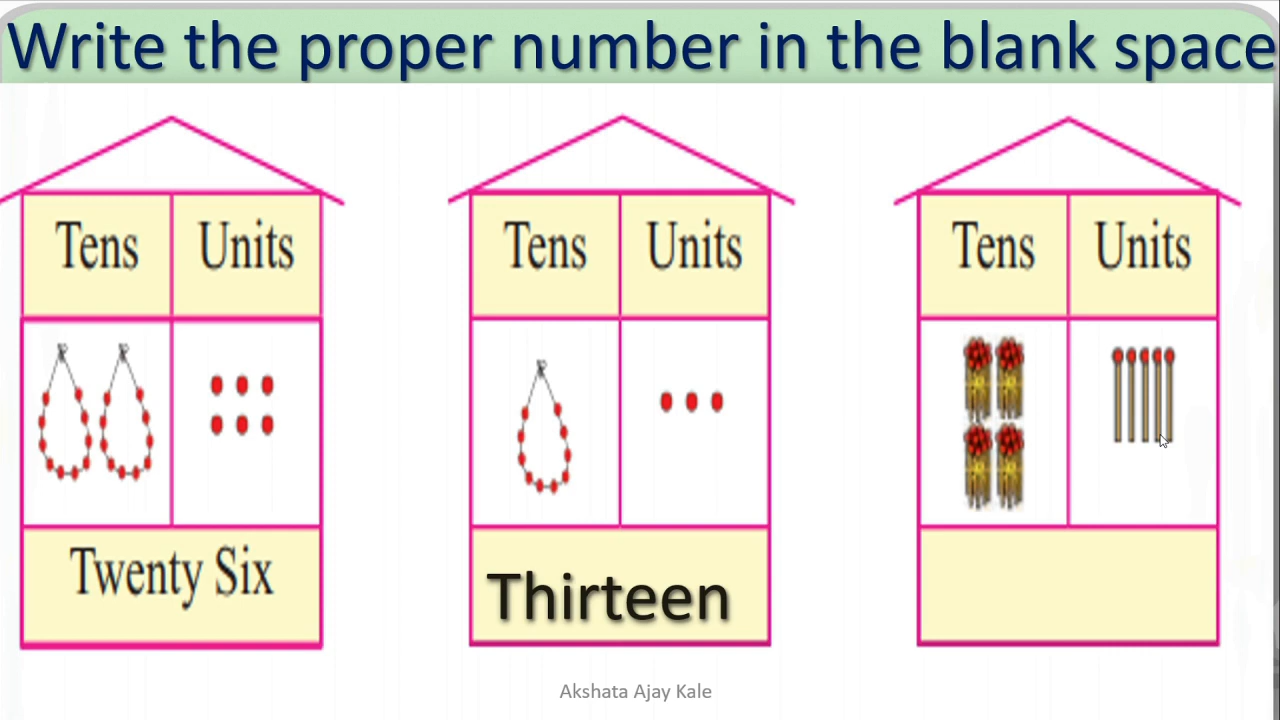 Write the proper number in the blank space
Tens Units
Twenty Six
Tens Units
Thirteen
Tens Units
Akshata Ajay Kale